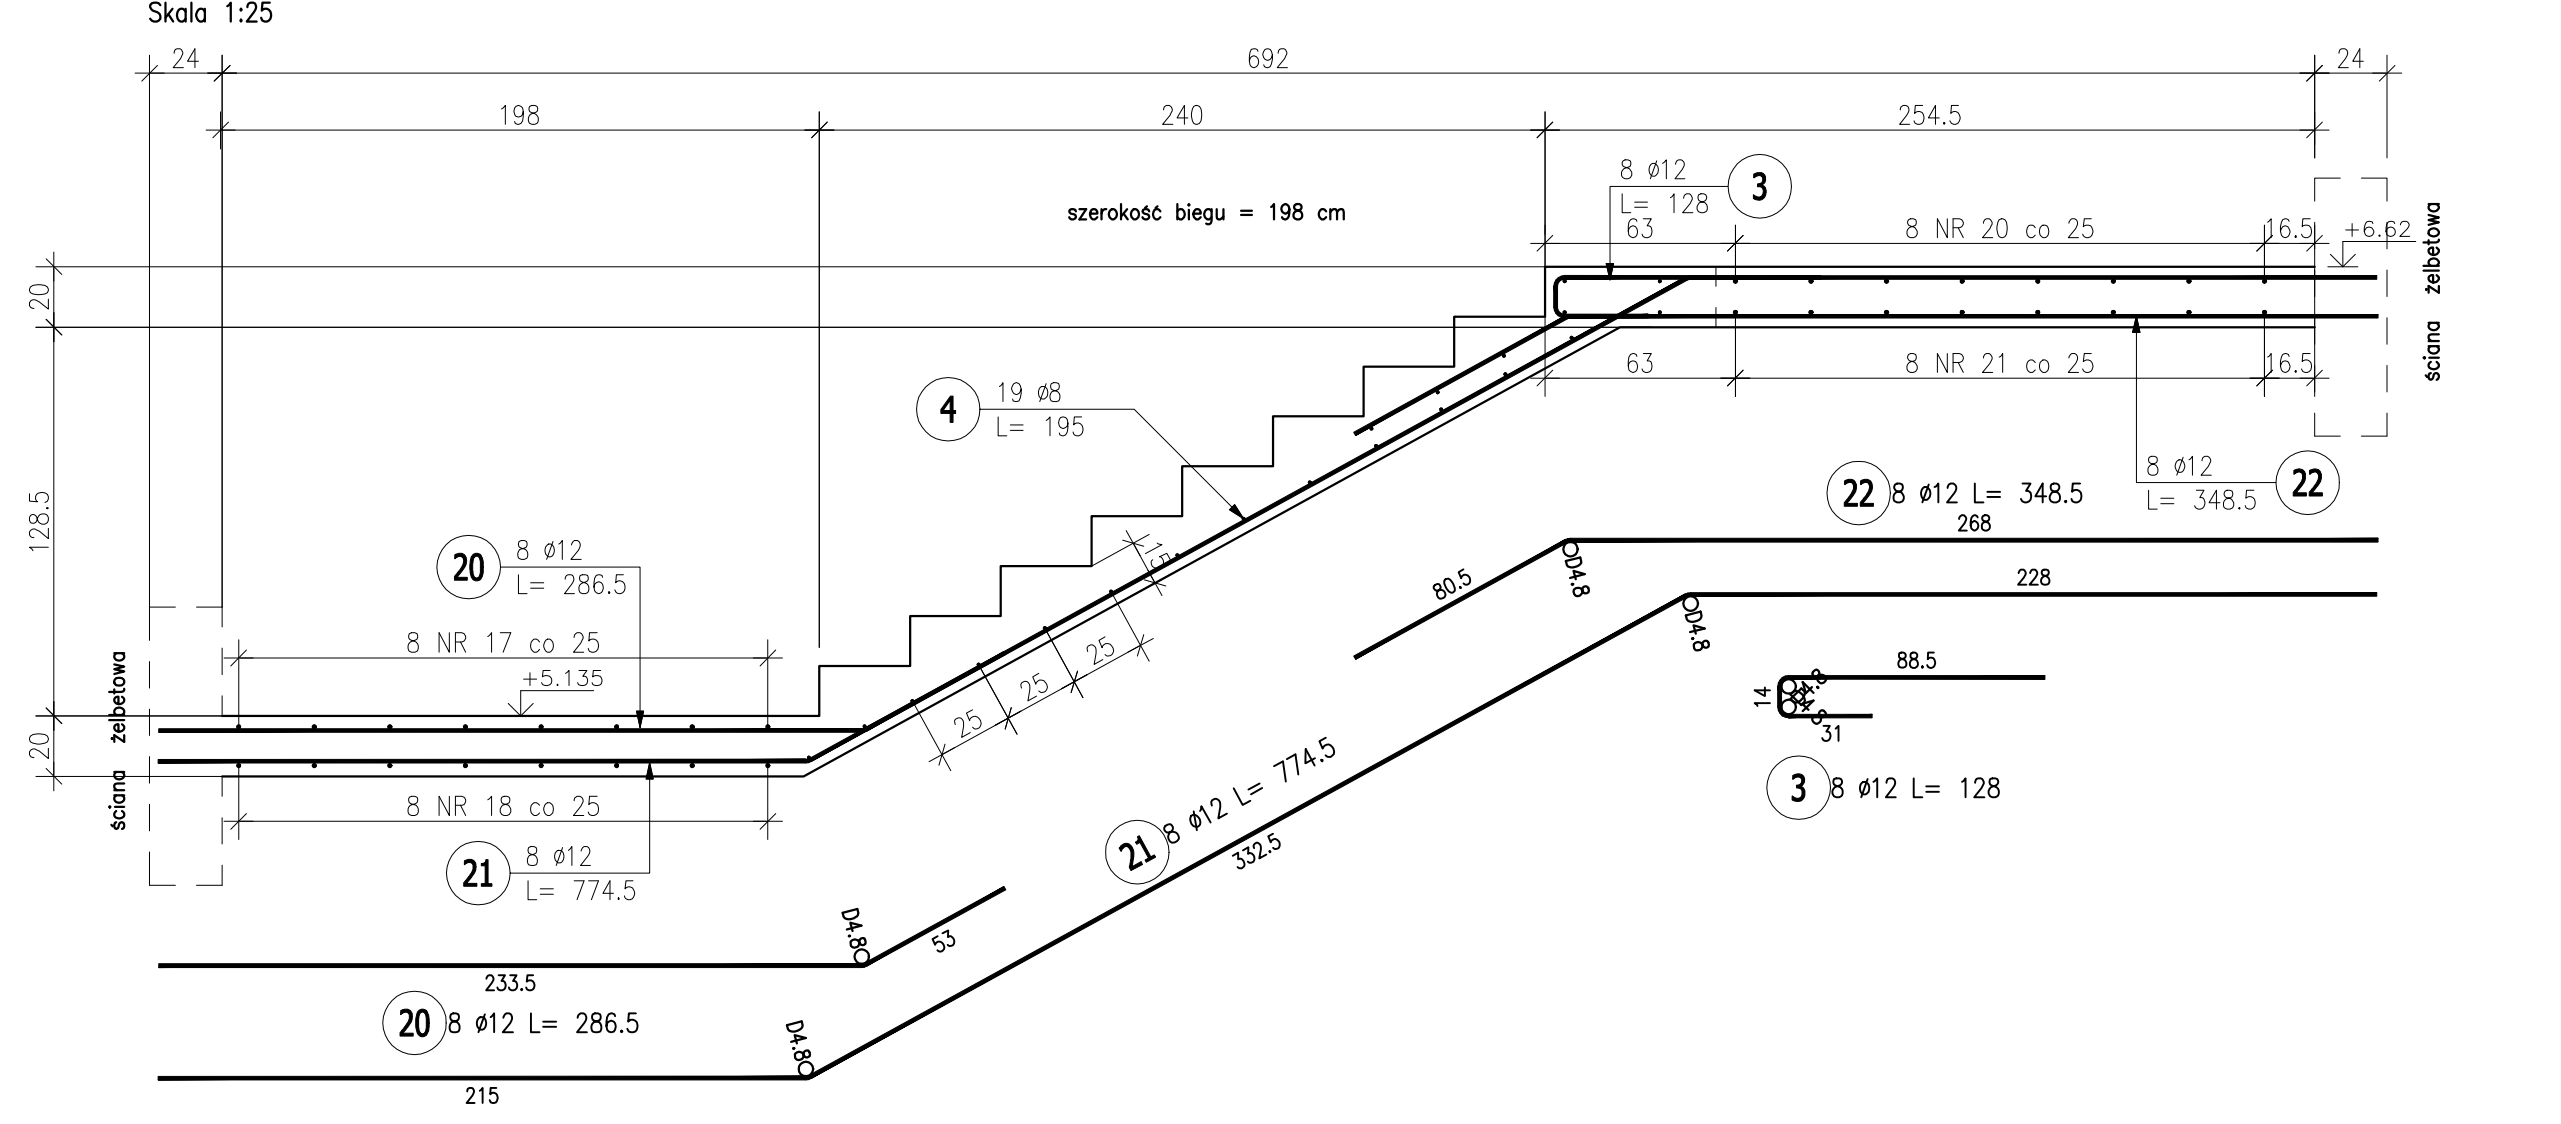 Skala 1:25
24
692
24
198
240
254.5
8 ø12
L= 128
3
szerokość biegu = 198 cm
63
8 NR 20 co 25
16.5
+6.62
ściana żelbetowa
20
63
8 NR 21 co 25
16.5
4
19 ø8
L= 195
8 ø12
L= 348.5
22
22
8 ø12 L= 348.5
268
128.5
20
8 ø12
L= 286.5
15
80.5
D4.8
228
D4.8
8 NR 17 co 25
+5.135
25
25
25
88.5
14
D4.8
D4.8
31
3
8 ø12 L= 128
20
ściana żelbetowa
8 NR 18 co 25
21
8 ø12
L= 774.5
21
8 ø12 L= 774.5
332.5
D4.8
53
233.5
20
8 ø12 L= 286.5
D4.8
215